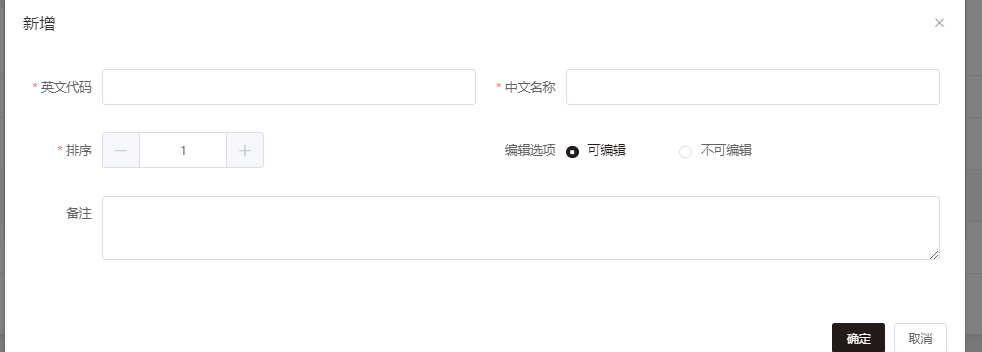 新增
* 英文代码
* 中文名称
* 排序 1
编辑选项 可编辑 不可编辑
备注
确定 取消